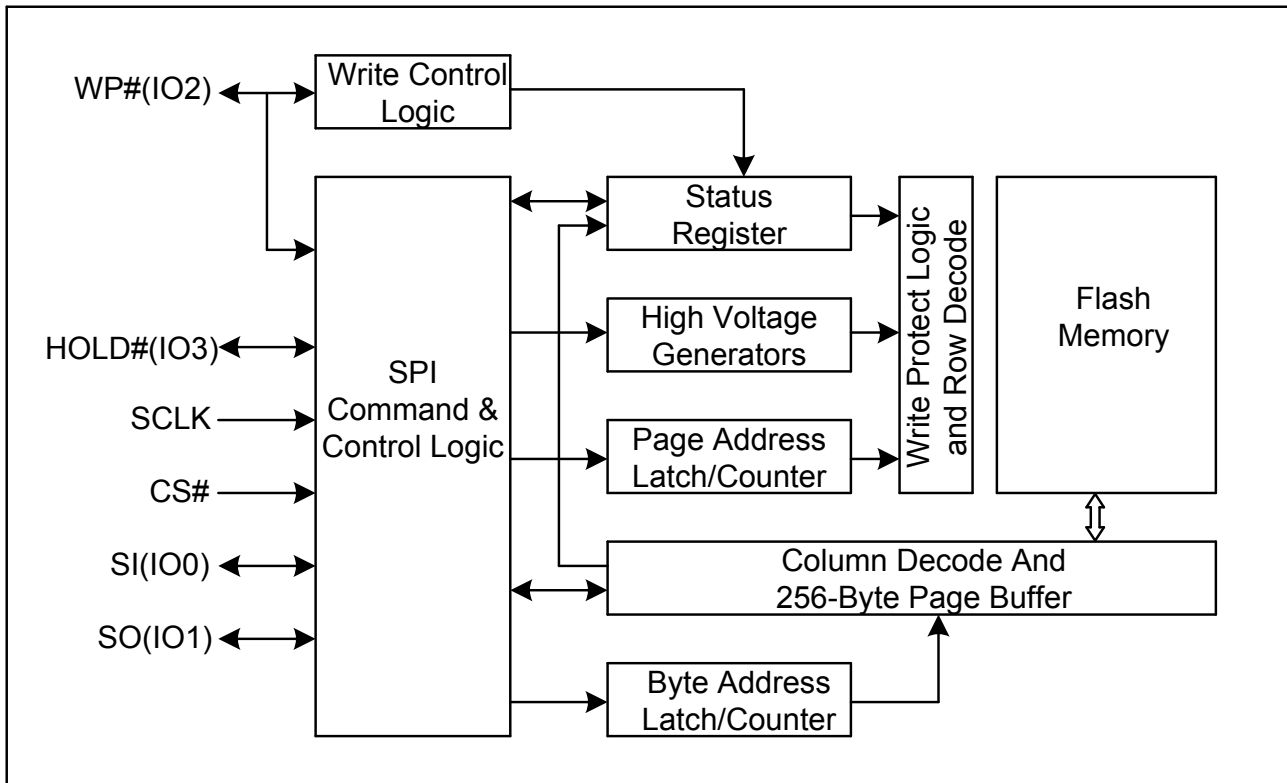 WP#(IO2)
Write Control
Logic
HOLD#(IO3)
SCLK
CS#
SI(IO0)
SO(IO1)
SPI
Command &
Control Logic
Status
Register
High Voltage
Generators
Page Address
Latch/Counter
Write Protect Logic
and Row Decode
Flash
Memory
Column Decode And
256-Byte Page Buffer
Byte Address
Latch/Counter